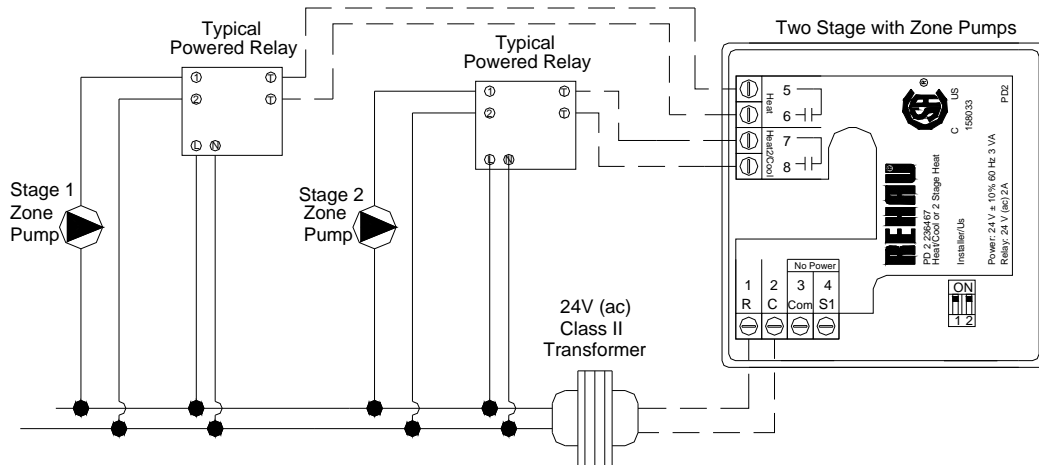 Two Stage with Zone Pumps
Typical
Powered Relay
1
2
T
T
L N
Typical
Powered Relay
1
2
T
T
L N
Stage 1
Zone
Pump
Stage 2
Zone
Pump
24V (ac)
Class II
Transformer
Heat
5
6
Heat2/Cool
7
8
C US
158033
PD2
REHAU
PD 2 236467
Heat/Cool or 2 Stage Heat
Installer/Us
Power: 24 V ± 10% 60 Hz 3 VA
Relay: 24 V (ac) 2A
No Power
1 2 3 4
R C Com S1
ON
1 2